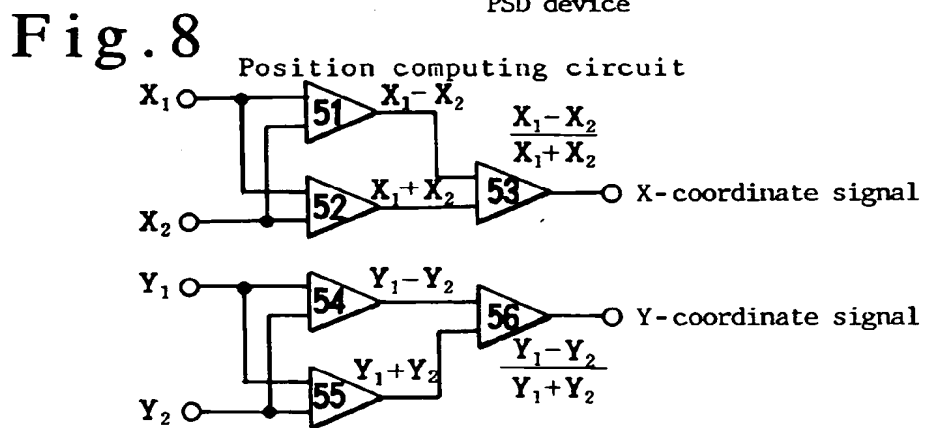 PSD device
Fig.8
Position computing circuit
X₁
51
X₁-X₂
X₁-X₂
X₁+X₂
52
X₁+X₂
53
X-coordinate signal
X₂
Y₁
54
Y₁-Y₂
56
Y-coordinate signal
Y₁-Y₂
Y₁+Y₂
55
Y₁+Y₂
Y₂